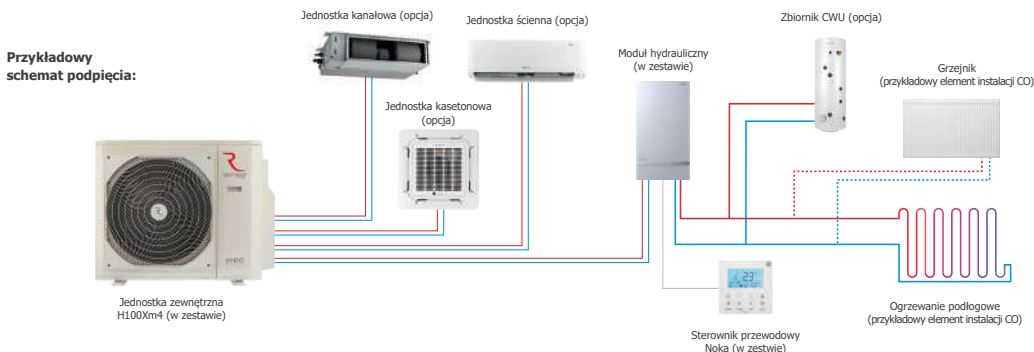 Przykładowy
schemat podpięcia:
Jednostka kanałowa (opcja)
Jednostka ścienna (opcja)
Zbiornik CWU (opcja)
Moduł hydrauliczny
(w zestawie)
Grzejnik
(przykładowy element instalacji CO)
Jednostka kasetonowa
(opcja)
Jednostka zewnętrzna
H100Xm4 (w zestawie)
Sterownik przewodowy
Noka (w zestwie)
Ogrzewanie podłogowe
(przykładowy element instalacji CO)